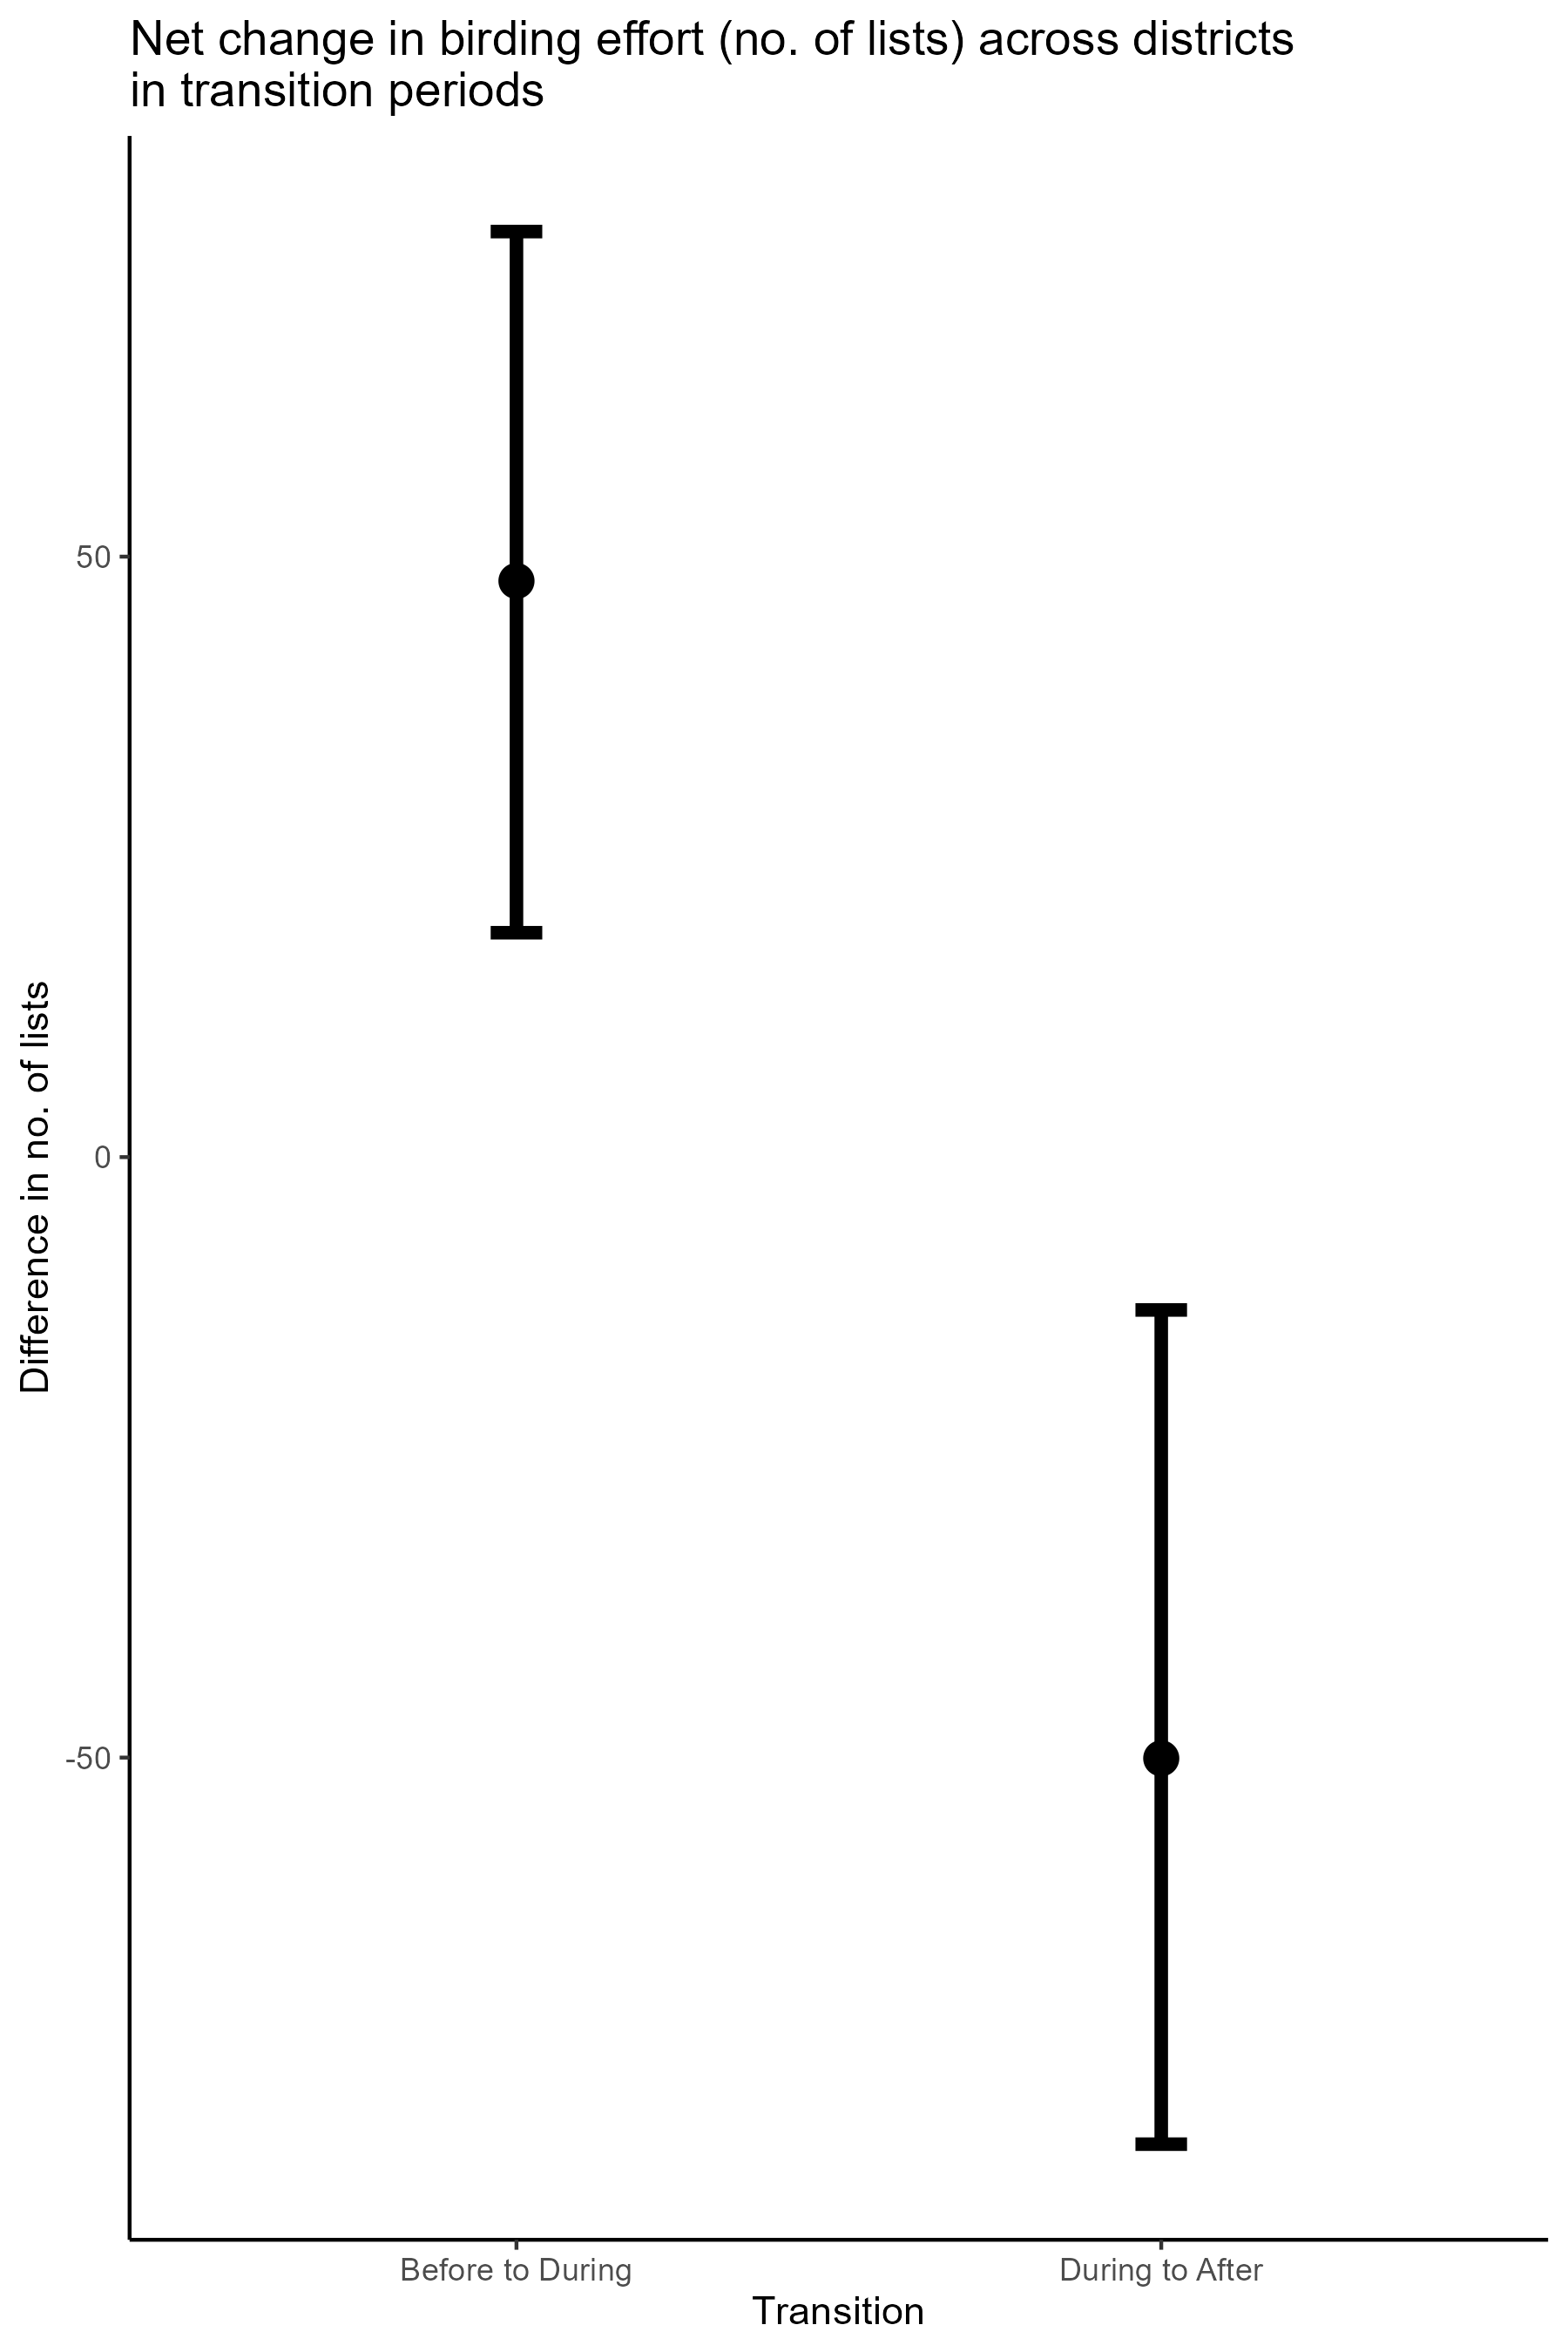 Net change in birding effort (no. of lists) across districts
in transition periods
Difference in no. of lists
50
0
-50
Before to During
During to After
Transition